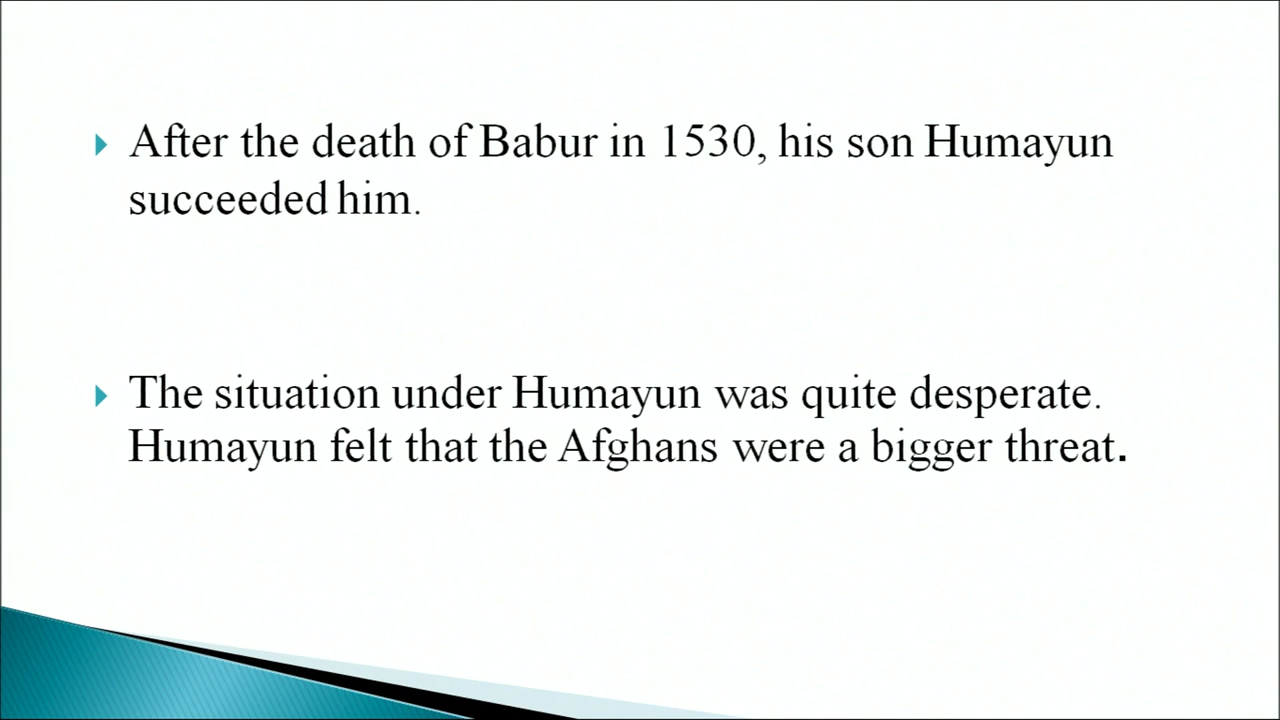 After the death of Babur in 1530, his son Humayun
succeeded him.
The situation under Humayun was quite desperate.
Humayun felt that the Afghans were a bigger threat.